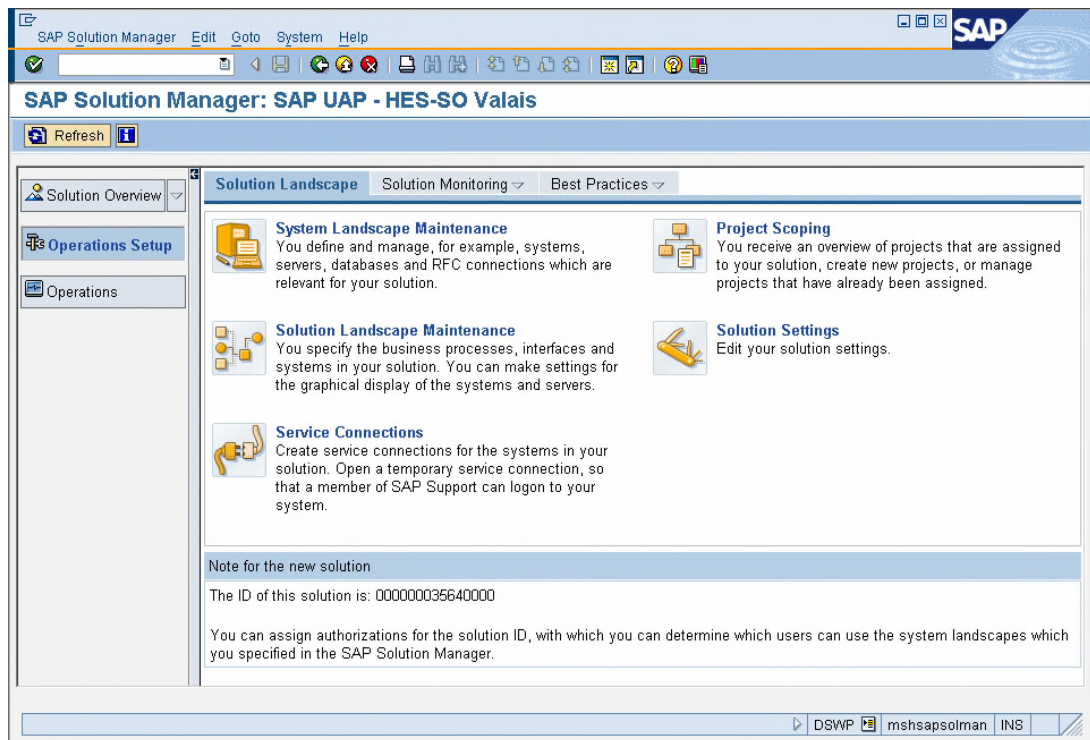 SAP Solution Manager Edit Goto System Help
SAP
SAP Solution Manager: SAP UAP - HES-SO Valais
Refresh
Solution Overview
Operations Setup
Operations
Solution Landscape Solution Monitoring Best Practices
System Landscape Maintenance
You define and manage, for example, systems,
servers, databases and RFC connections which are
relevant for your solution.
Project Scoping
You receive an overview of projects that are assigned
to your solution, create new projects, or manage
projects that have already been assigned.
Solution Landscape Maintenance
You specify the business processes, interfaces and
systems in your solution. You can make settings for
the graphical display of the systems and servers.
Solution Settings
Edit your solution settings.
Service Connections
Create service connections for the systems in your
solution. Open a temporary service connection, so
that a member of SAP Support can logon to your
system.
Note for the new solution
The ID of this solution is: 000000035640000
You can assign authorizations for the solution ID, with which you can determine which users can use the system landscapes which
you specified in the SAP Solution Manager.
DSWP mshsapsolman INS